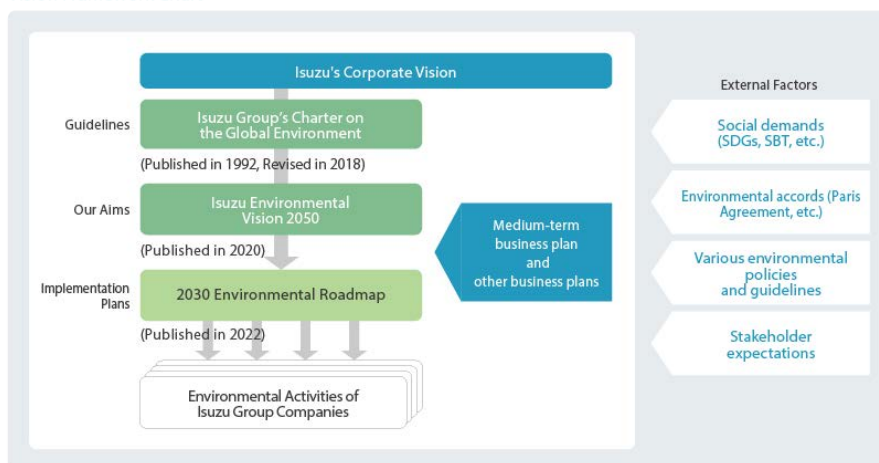 Isuzu's Corporate Vision
Guidelines
Isuzu Group's Charter on
the Global Environment
(Published in 1992, Revised in 2018)
Our Aims
Isuzu Environmental
Vision 2050
(Published in 2020)
Implementation
Plans
2030 Environmental Roadmap
(Published in 2022)
Environmental Activities of
Isuzu Group Companies
Medium-term
business plan
and
other business plans
External Factors
Social demands
(SDGs, SBT, etc.)
Environmental accords (Paris
Agreement, etc.)
Various environmental
policies
and guidelines
Stakeholder
expectations